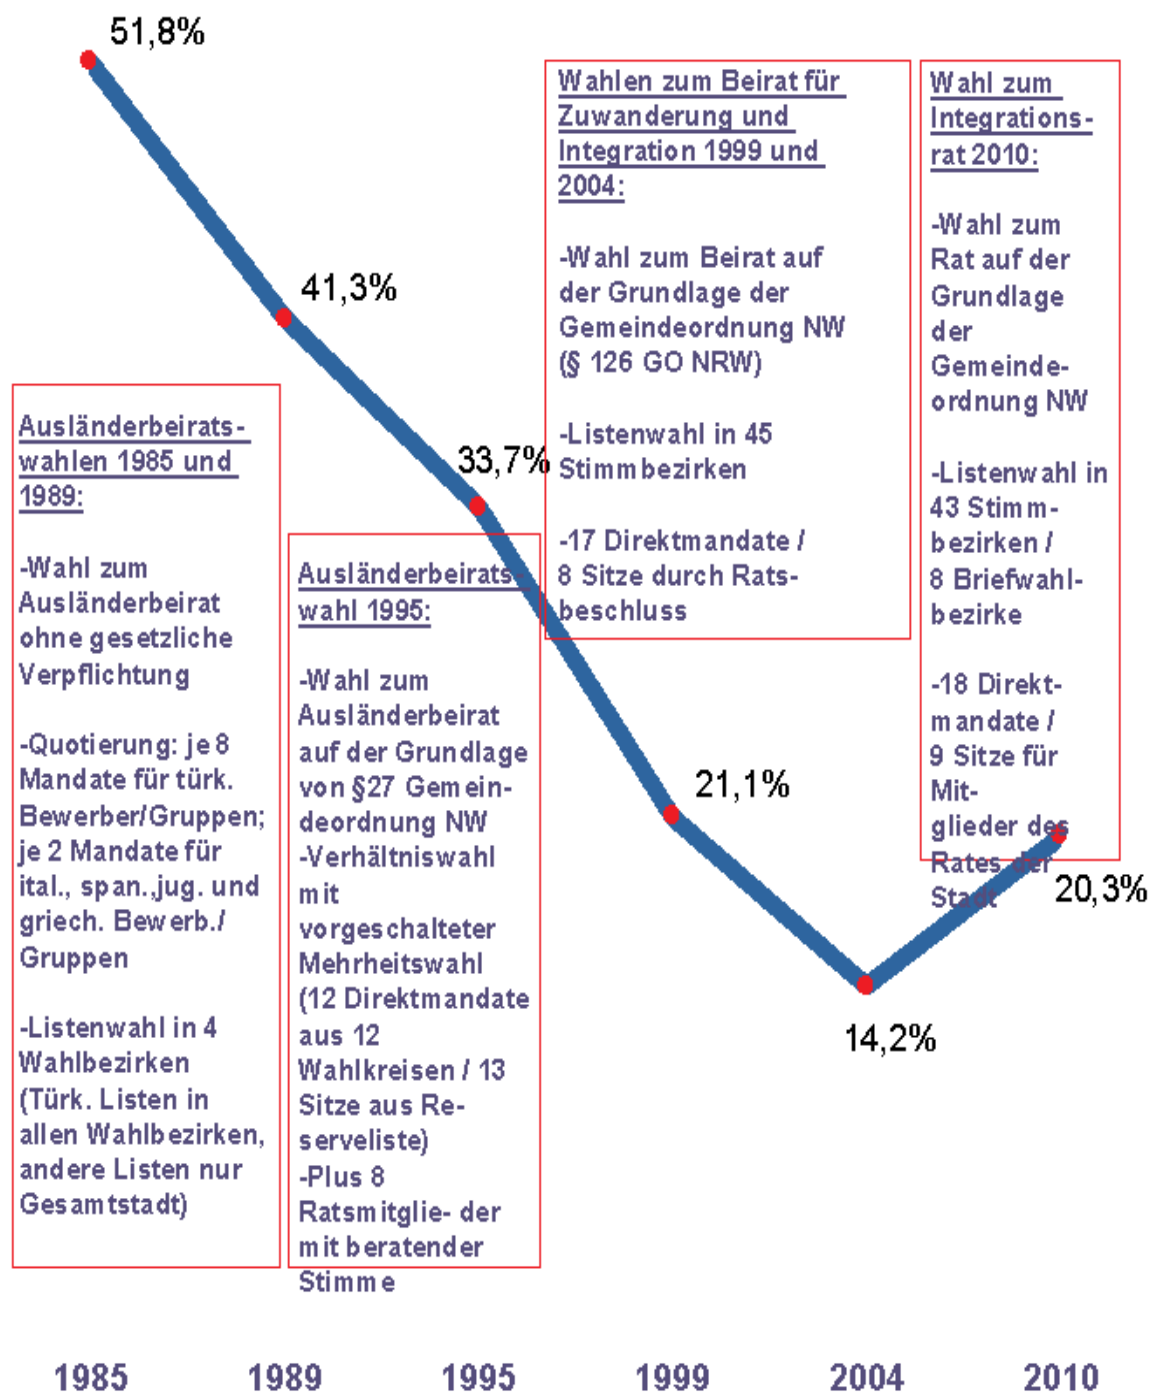 51,8%
41,3%
33,7%
21,1%
14,2%
20,3%
Ausländerbeirats-
wahlen 1985 und
1989:
-Wahl zum
Ausländerbeirat
ohne gesetzliche
Verpflichtung
-Quotierung: je 8
Mandate für türk.
Bewerber/Gruppen;
je 2 Mandate für
ital., span.,jug. und
griech. Bewerb./
Gruppen
-Listenwahl in 4
Wahlbezirken
(Türk. Listen in
allen Wahlbezirken,
andere Listen nur
Gesamtstadt)
Ausländerbeirats-
wahl 1995:
-Wahl zum
Ausländerbeirat
auf der Grundlage
von §27 Gemein-
deordnung NW
-Verhältniswahl
mit
vorgeschalteter
Mehrheitswahl
(12 Direktmandate
aus 12
Wahlkreisen / 13
Sitze aus Re-
serveliste)
-Plus 8
Ratsmitglie- der
mit beratender
Stimme
Wahlen zum Beirat für
Zuwanderung und
Integration 1999 und
2004:
-Wahl zum Beirat auf
der Grundlage der
Gemeindeordnung NW
(§ 126 GO NRW)
-Listenwahl in 45
Stimmbezirken
-17 Direktmandate /
8 Sitze durch Rats-
beschluss
Wahl zum
Integrations-
rat 2010:
-Wahl zum
Rat auf der
Grundlage
der
Gemeinde-
ordnung NW
-Listenwahl in
43 Stimm-
bezirken /
8 Briefwahl-
bezirke
-18 Direkt-
mandate /
9 Sitze für
Mit-
glieder des
Rates der
Stadt
1985
1989
1995
1999
2004
2010